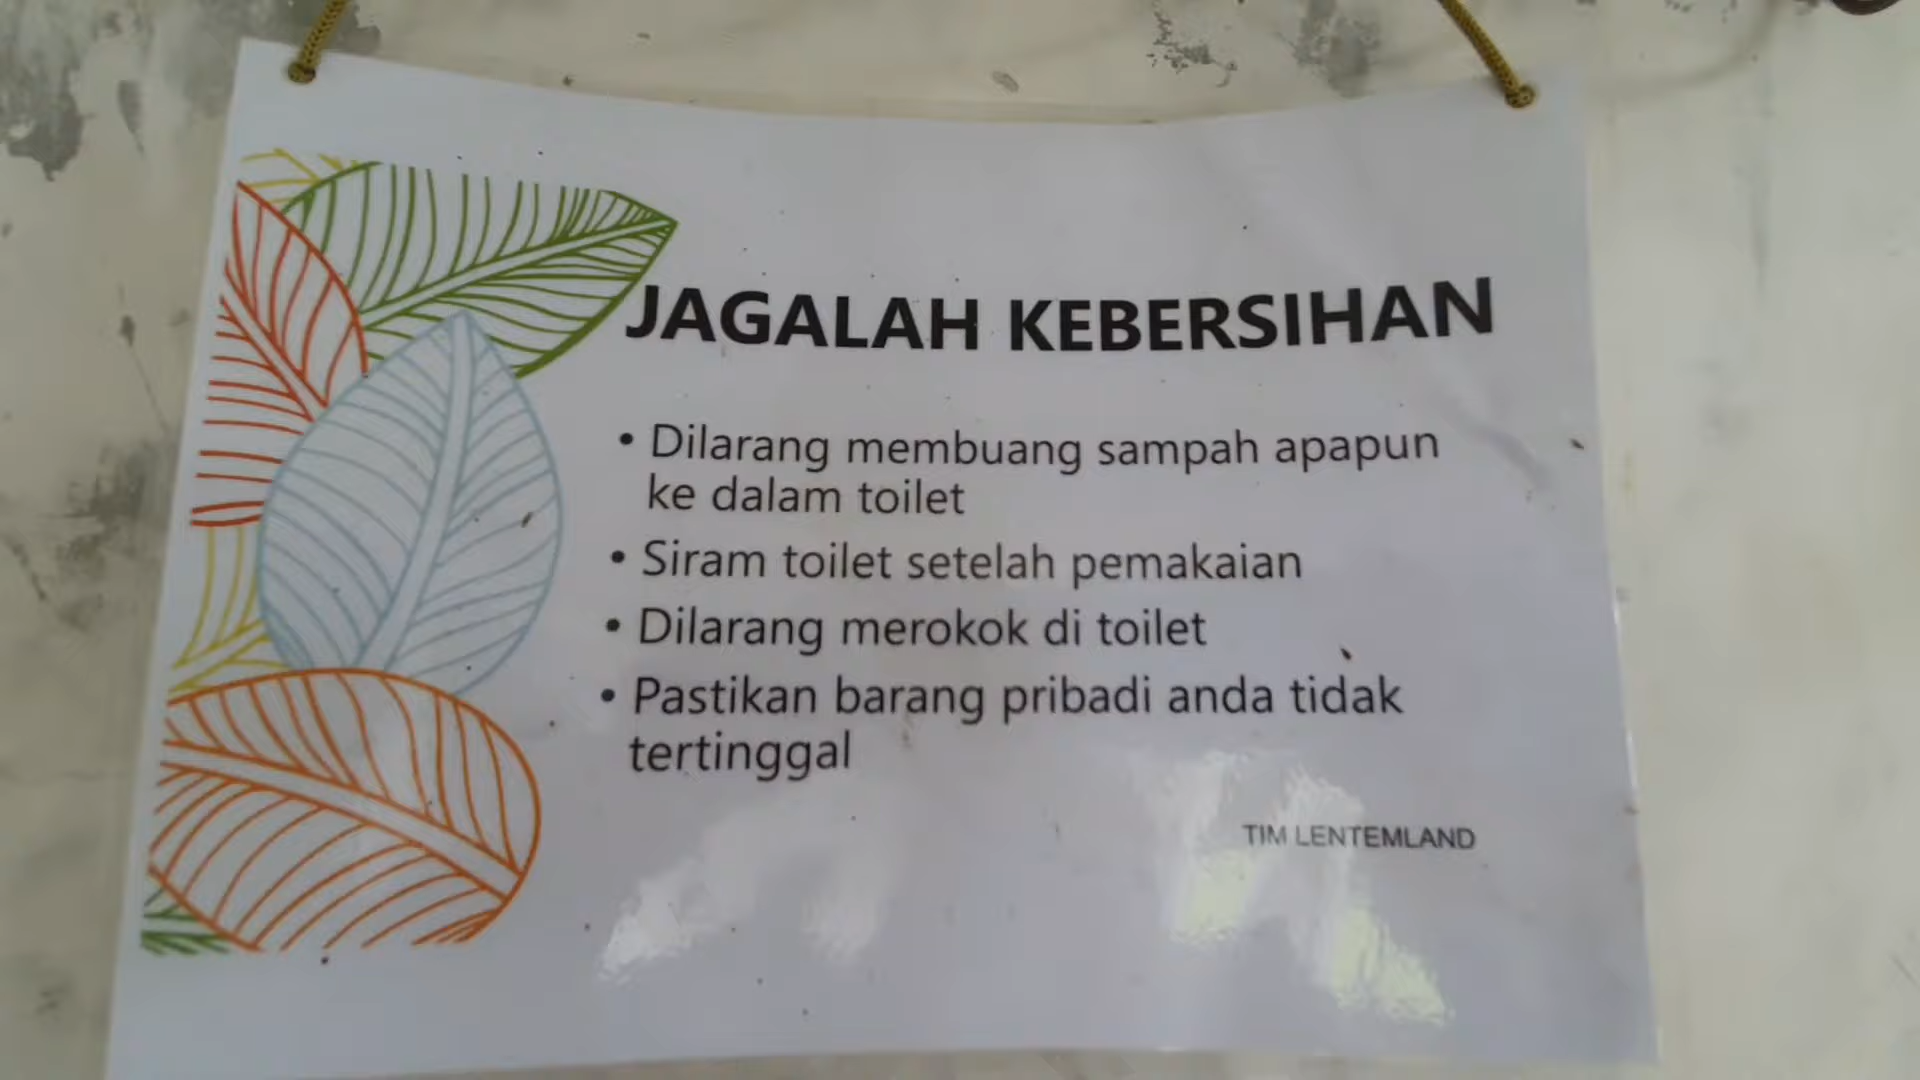 JAGALAH KEBERSIHAN
• Dilarang membuang sampah apapun
ke dalam toilet
• Siram toilet setelah pemakaian
• Dilarang merokok di toilet
• Pastikan barang pribadi anda tidak
tertinggal
TIM LENTEMLAND